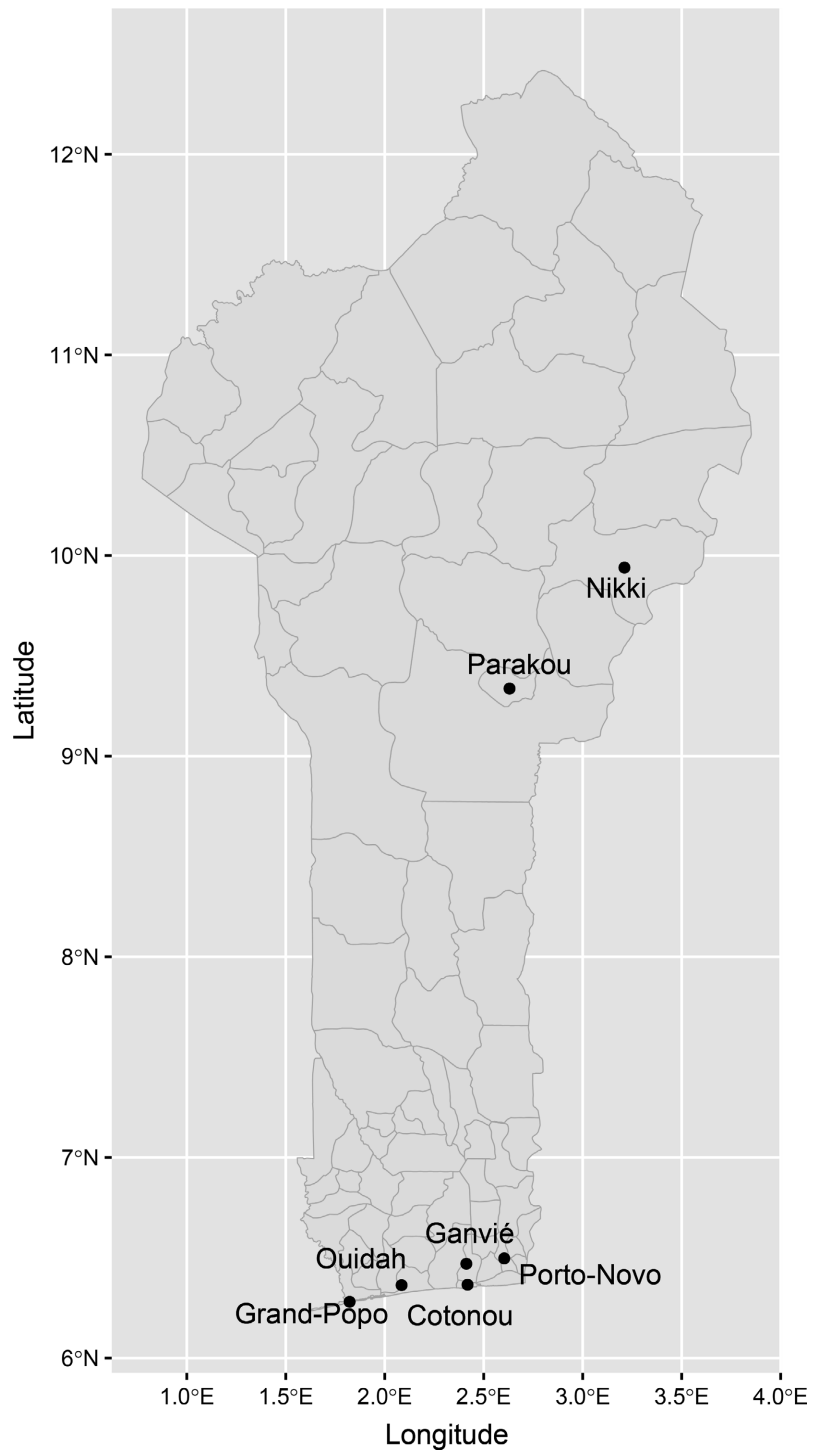 12°N
11°N
10°N
Nikki
Parakou
Latitude
9°N
8°N
7°N
Ganvié
Ouidah
Porto-Novo
Grand-Popo
Cotonou
6°N
1.0°E 1.5°E 2.0°E 2.5°E 3.0°E 3.5°E 4.0°E
Longitude